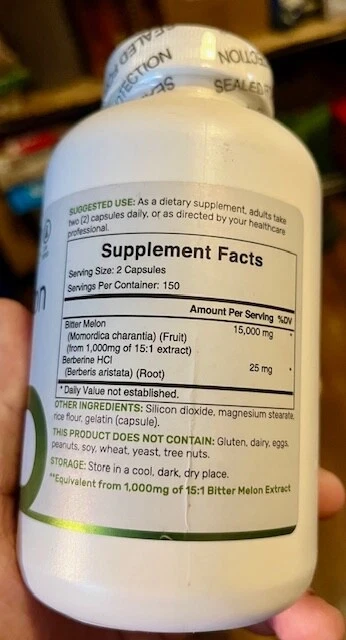 SEALED FOR
PROTECTION
SEALED
SUGGESTED USE: As a dietary supplement, adults take
two (2) capsules daily, or as directed by your healthcare
professional.
Supplement Facts
Serving Size: 2 Capsules
Servings Per Container: 150
Amount Per Serving %DV
Bitter Melon 15,000 mg *
(Momordica charantia) (Fruit)
(from 1,000mg of 15:1 extract)
Berberine HCl 25 mg *
(Berberis aristata) (Root)
* Daily Value not established.
OTHER INGREDIENTS: Silicon dioxide, magnesium stearate,
rice flour, gelatin (capsule).
THIS PRODUCT DOES NOT CONTAIN: Gluten, dairy, eggs,
peanuts, soy, wheat, yeast, tree nuts.
STORAGE: Store in a cool, dark, dry place.
**Equivalent from 1,000mg of 15:1 Bitter Melon Extract